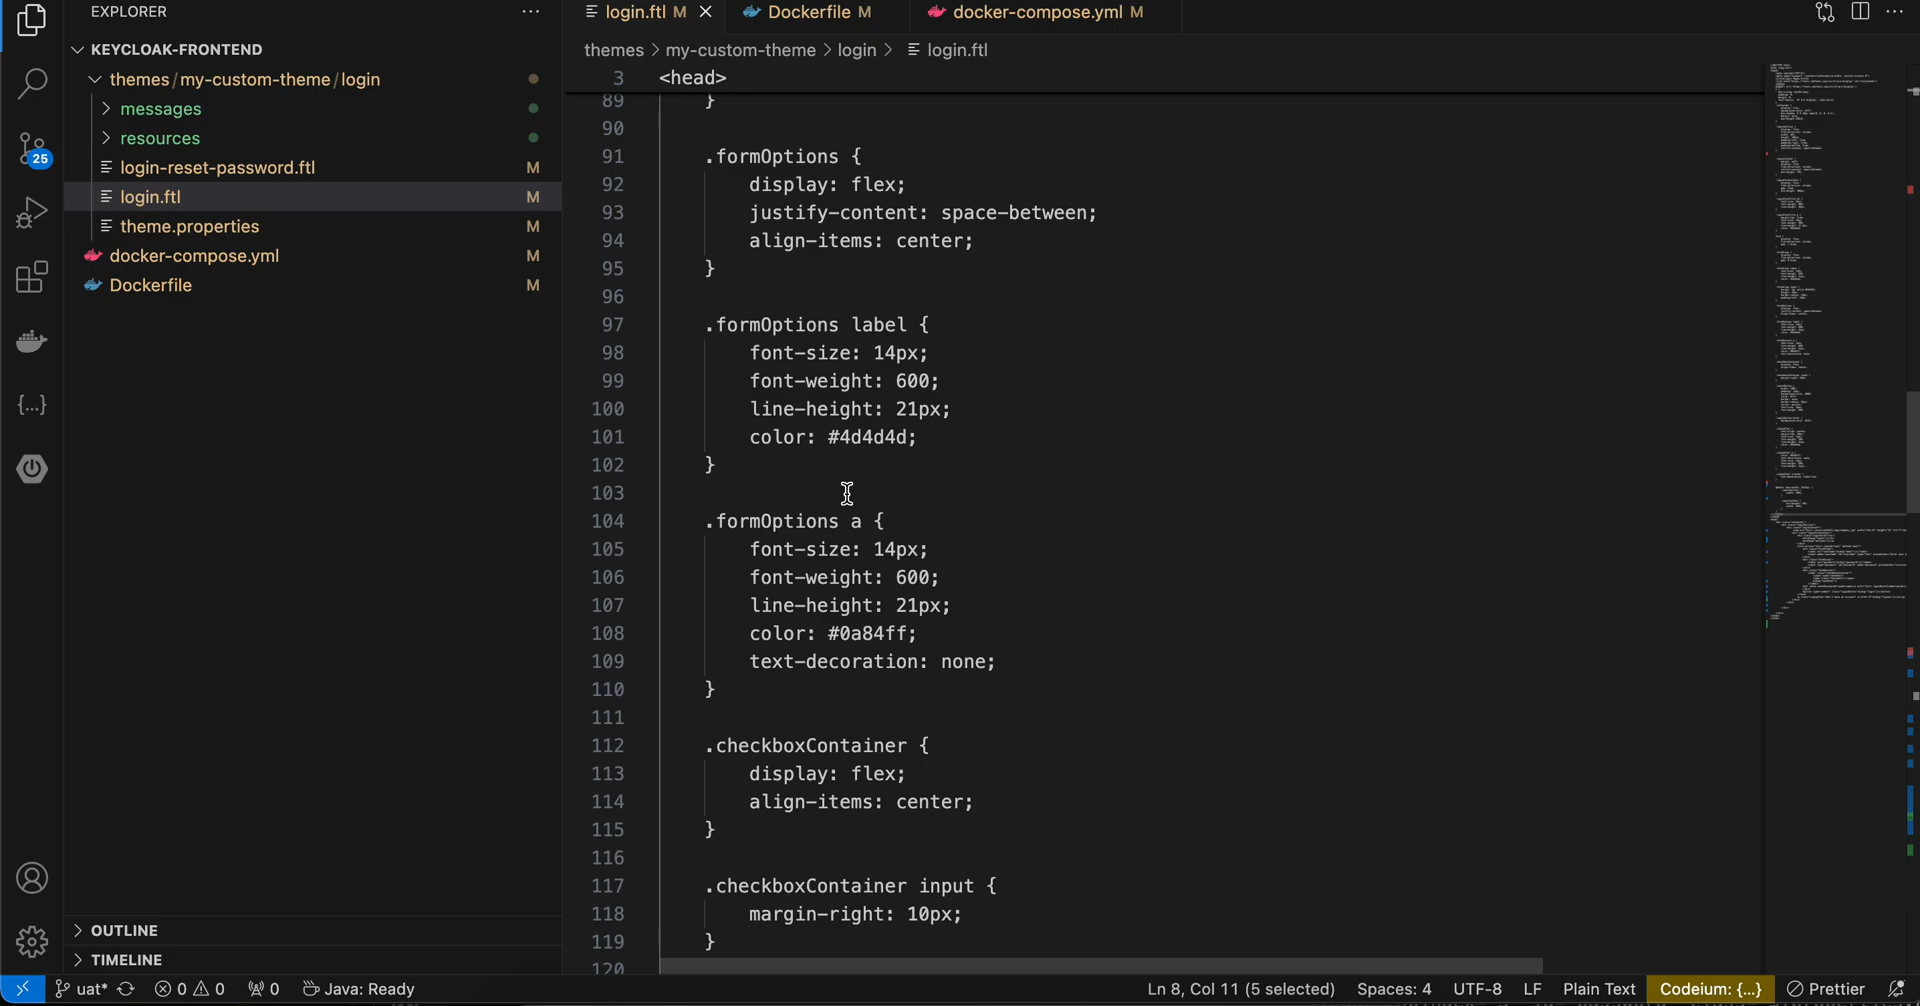 EXPLORER
KEYCLOAK-FRONTEND
themes/my-custom-theme/login
messages
resources
login-reset-password.ftl M
login.ftl M
theme.properties M
docker-compose.yml M
Dockerfile M
25
OUTLINE
TIMELINE
login.ftl M Dockerfile M docker-compose.yml M
themes > my-custom-theme > login > login.ftl
3 <head>
89 }
90
91 .formOptions {
92 display: flex;
93 justify-content: space-between;
94 align-items: center;
95 }
96
97 .formOptions label {
98 font-size: 14px;
99 font-weight: 600;
100 line-height: 21px;
101 color: #4d4d4d;
102 }
103
104 .formOptions a {
105 font-size: 14px;
106 font-weight: 600;
107 line-height: 21px;
108 color: #0a84ff;
109 text-decoration: none;
110 }
111
112 .checkboxContainer {
113 display: flex;
114 align-items: center;
115 }
116
117 .checkboxContainer input {
118 margin-right: 10px;
119 }
120
uat* 0 0 0 Java: Ready Ln 8, Col 11 (5 selected) Spaces: 4 UTF-8 LF Plain Text Codeium: {...} Prettier